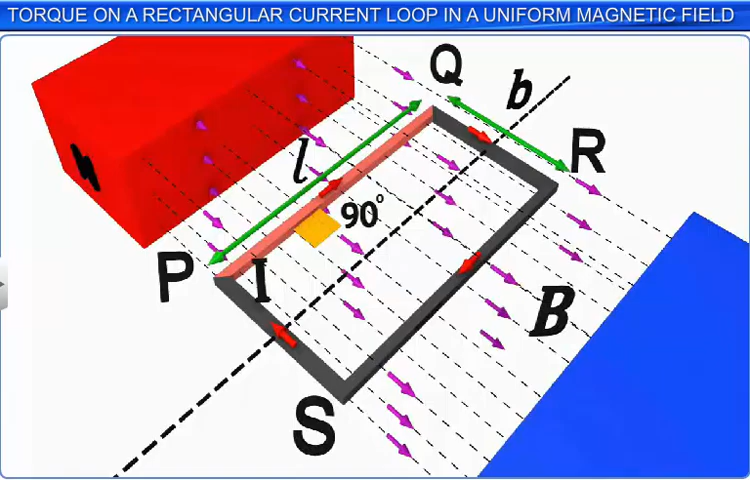 TORQUE ON A RECTANGULAR CURRENT LOOP IN A UNIFORM MAGNETIC FIELD
Q
b
R
l
N
90°
P
I
B
S